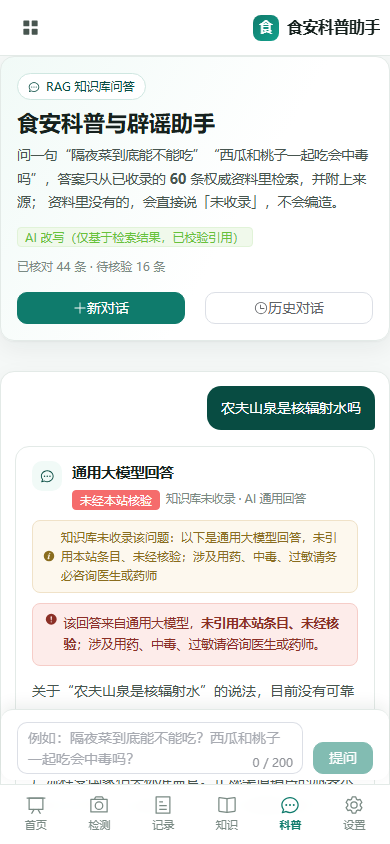 食 食安科普助手
RAG 知识库问答
食安科普与辟谣助手
问一句“隔夜菜到底能不能吃”“西瓜和桃子一起吃会中毒
吗”，答案只从已收录的 60 条权威资料里检索，并附上来
源； 资料里没有的，会直接说「未收录」，不会编造。
AI 改写（仅基于检索结果，已校验引用）
已核对 44 条 · 待核验 16 条
新对话
历史对话
农夫山泉是核辐射水吗
通用大模型回答
未经本站核验 知识库未收录 · AI 通用回答
知识库未收录该问题：以下是通用大模型回答，未引
用本站条目、未经核验；涉及用药、中毒、过敏请务
必咨询医生或药师
该回答来自通用大模型，未引用本站条目、未经核
验；涉及用药、中毒、过敏请咨询医生或药师。
关于“农夫山泉是核辐射水”的说法，目前没有可靠
例如：隔夜菜到底能不能吃？西瓜和桃子
一起吃会中毒吗？
0 / 200
提问
首页 检测 记录 知识 科普 设置